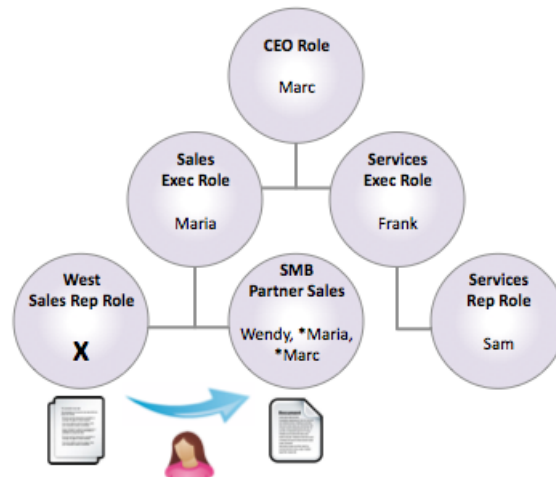 CEO Role
Marc
Sales
Exec Role
Maria
Services
Exec Role
Frank
West
Sales Rep Role
X
SMB
Partner Sales
Wendy, *Maria,
*Marc
Services
Rep Role
Sam
Document